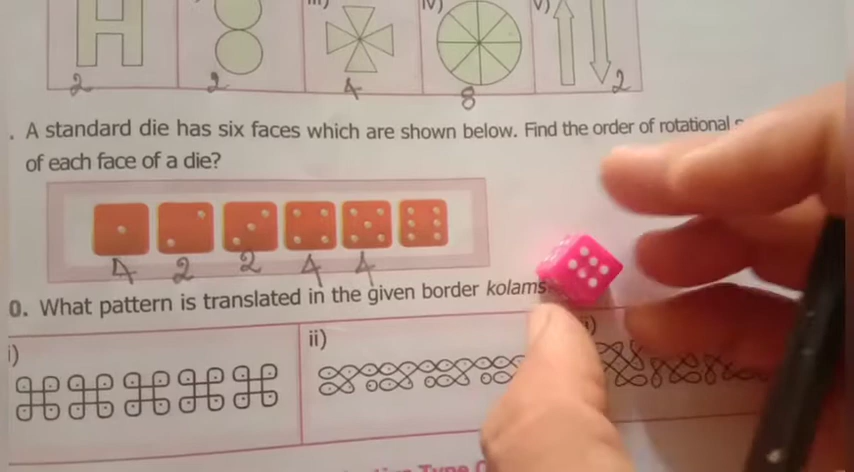 iv) v)
2 2 4 8 2
. A standard die has six faces which are shown below. Find the order of rotational
of each face of a die?
4 2 2 4 4
0. What pattern is translated in the given border kolams
i) ii)